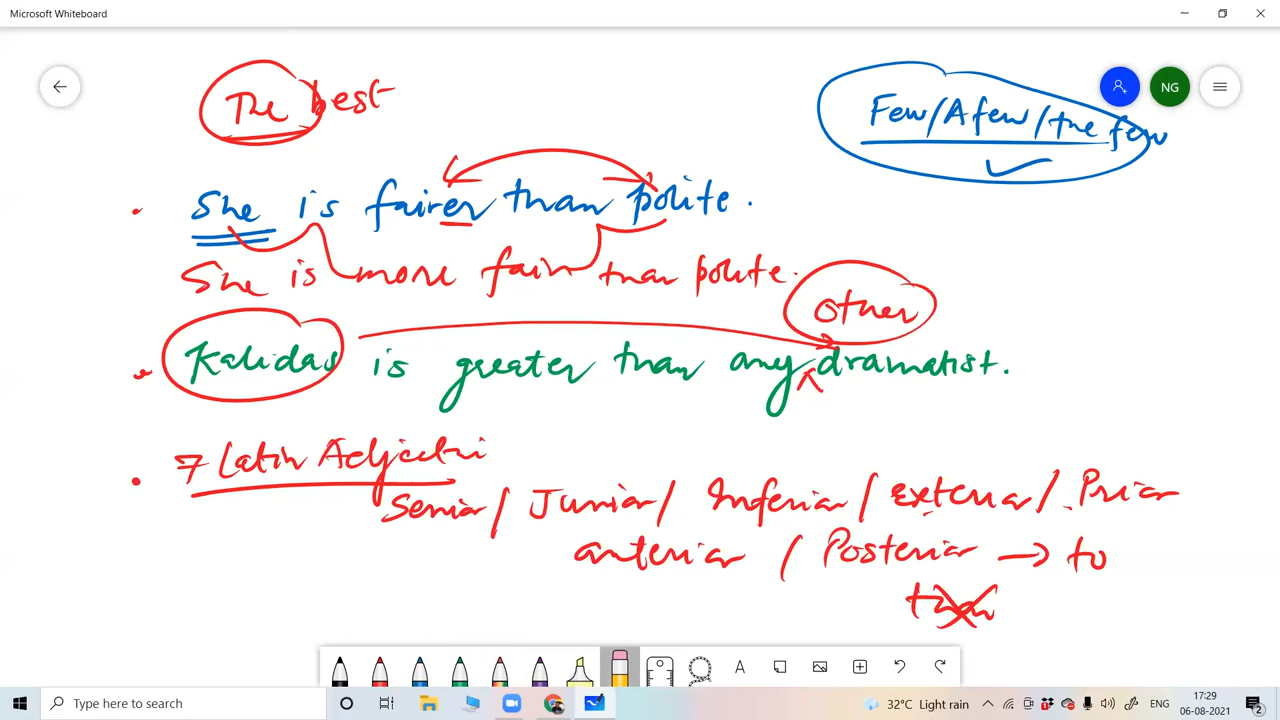 Microsoft Whiteboard
The best
Few/A few/the few
NG
She is fairer than polite.
She is more fair than polite.
other
Kalidas is greater than any dramatist.
7 Latin Adjecti
Senior/ Junior/ Inferior/ exterior/ Prior
anterior / Posterior → to
than
A
Type here to search
32°C Light rain
ENG
17:29
06-08-2021
2